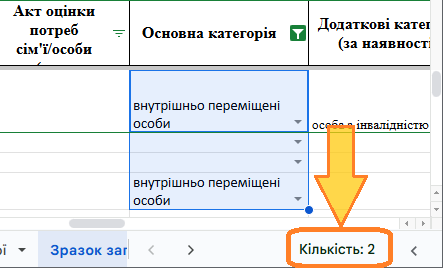 Акт оцінки
потреб
сім'ї/особи
Основна категорія
Додаткові катег
(за наявност
внутрішньо переміщені
особи
особа з інвалідністю
внутрішньо переміщені
особи
ої
Зразок заг
Кількість: 2